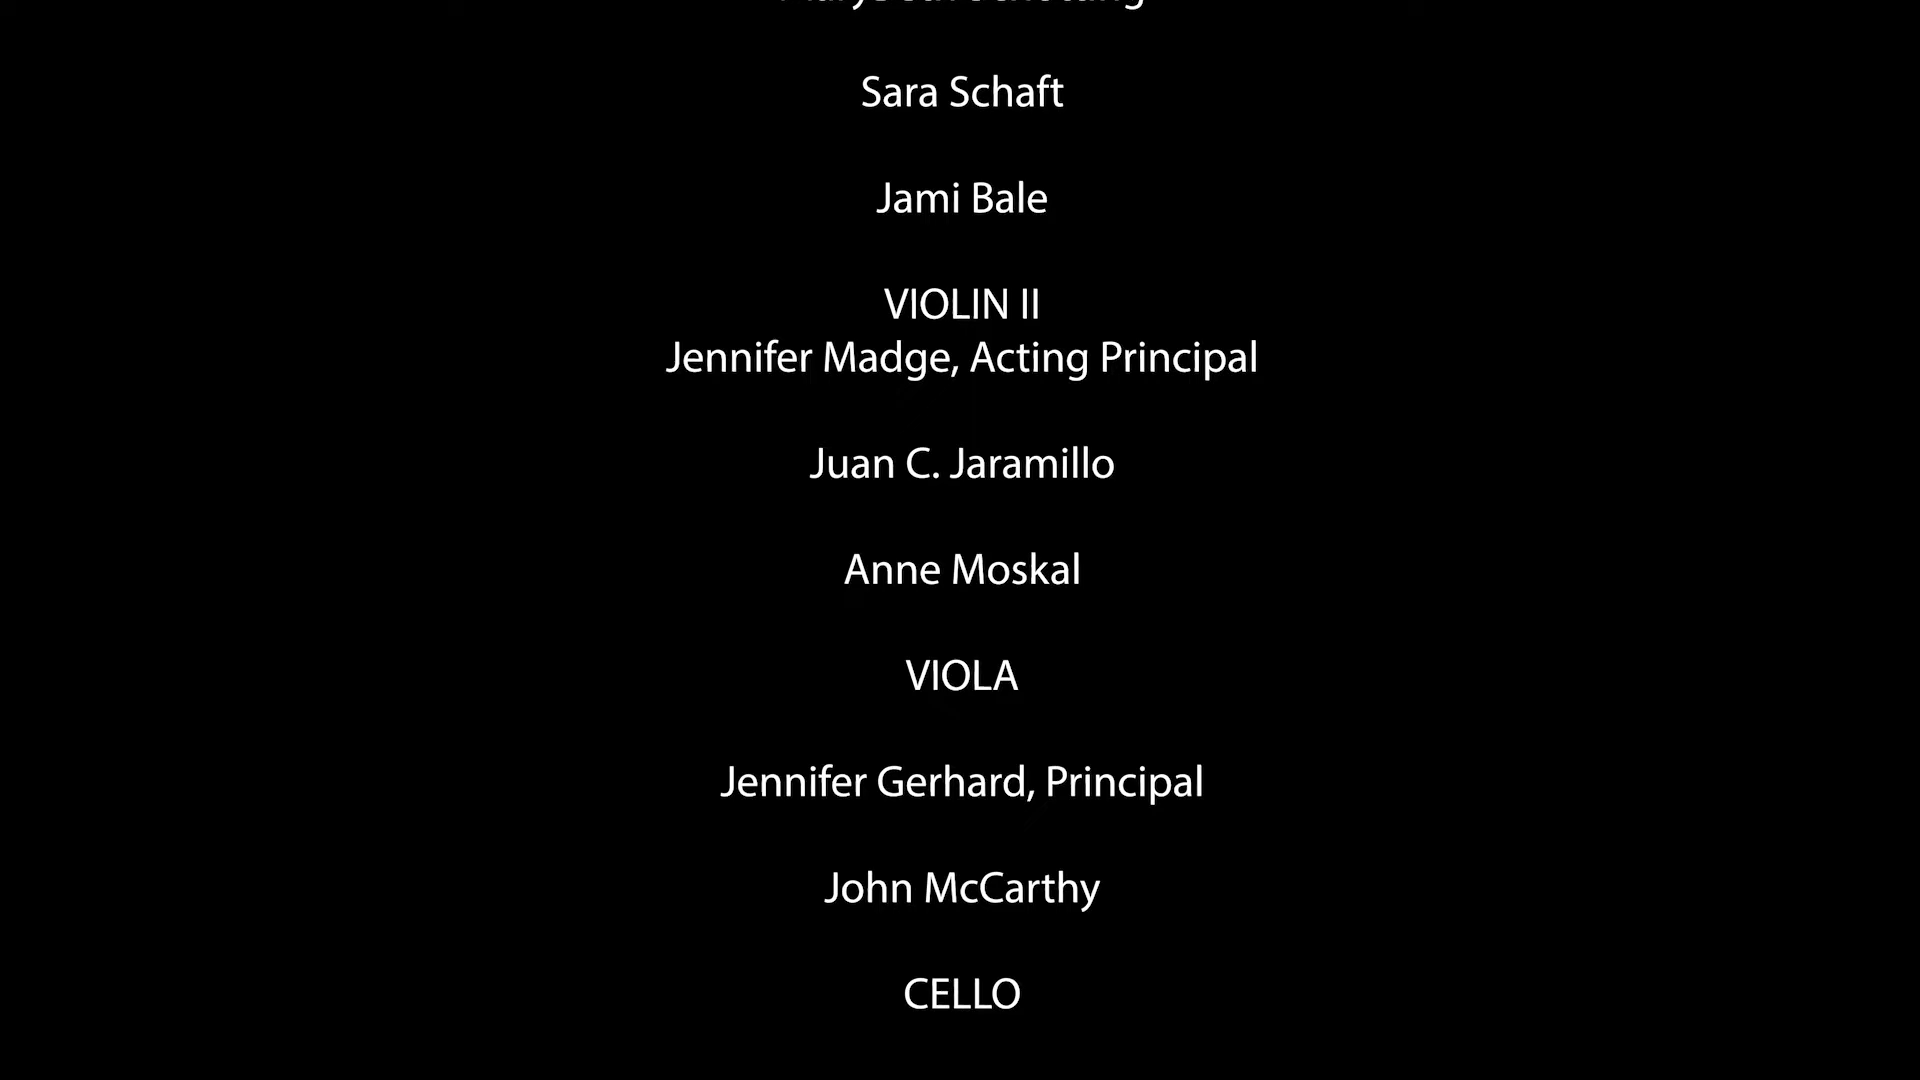 Sara Schaft
Jami Bale
VIOLIN II
Jennifer Madge, Acting Principal
Juan C. Jaramillo
Anne Moskal
VIOLA
Jennifer Gerhard, Principal
John McCarthy
CELLO